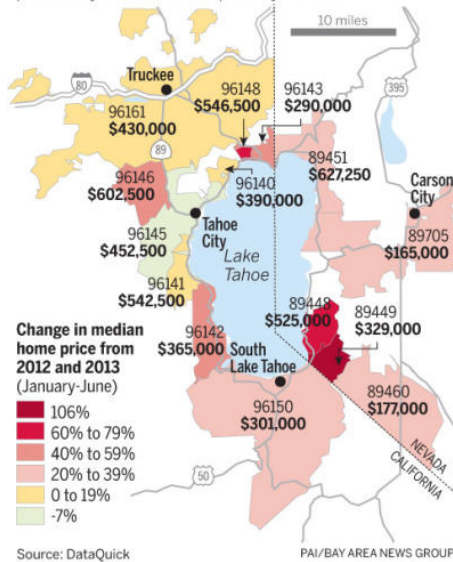 10 miles
Truckee
80
96148
$546,500
96143
$290,000
395
96161
$430,000
89
89451
$627,250
96146
$602,500
96140
$390,000
Carson
City
Tahoe
City
89705
$165,000
96145
$452,500
Lake
Tahoe
96141
$542,500
89448
$525,000
89449
$329,000
Change in median
home price from
2012 and 2013
(January-June)
96142
$365,000
South
Lake Tahoe
106%
60% to 79%
40% to 59%
20% to 39%
0 to 19%
-7%
96150
$301,000
89460
$177,000
NEVADA
CALIFORNIA
50
Source: DataQuick
PAI/BAY AREA NEWS GROUP